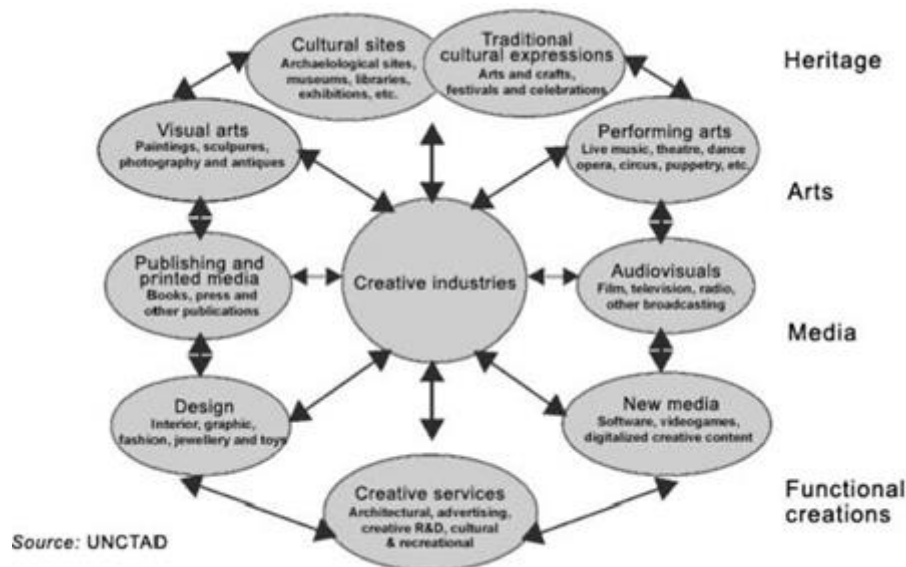 Cultural sites
Archaelological sites,
museums, libraries,
exhibitions, etc.
Traditional
cultural expressions
Arts and crafts,
festivals and celebrations
Heritage
Visual arts
Paintings, sculpures,
photography and antiques
Performing arts
Live music, theatre, dance
opera, circus, puppetry, etc.
Arts
Publishing and
printed media
Books, press and
other publications
Creative industries
Audiovisuals
Film, television, radio,
other broadcasting
Media
Design
Interior, graphic,
fashion, jewellery and toys
New media
Software, videogames,
digitalized creative content
Creative services
Architectural, advertising,
creative R&D, cultural
& recreational
Functional
creations
Source: UNCTAD